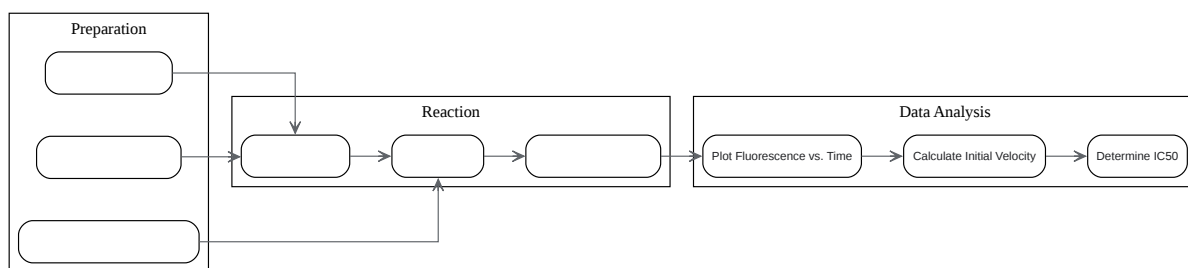 Preparation
Reaction
Data Analysis
Plot Fluorescence vs. Time
Calculate Initial Velocity
Determine IC50